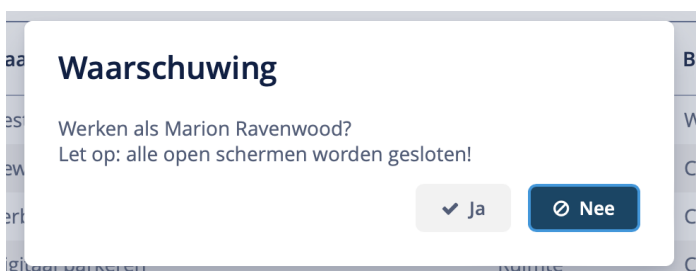 Waarschuwing
Werken als Marion Ravenwood?
Let op: alle open schermen worden gesloten!
Ja
Nee